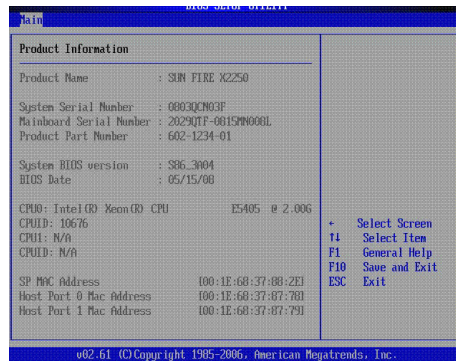 BIOS SETUP UTILITY
Main
Product Information
Product Name : SUN FIRE X2250
System Serial Number : 0803QCN03F
Mainboard Serial Number : 2029QTF-0815MN008L
Product Part Number : 602-1234-01
System BIOS version : S86_3A04
BIOS Date : 05/15/08
CPU0: Intel(R) Xeon(R) CPU E5405 @ 2.00G
CPUID: 10676
CPU1: N/A
CPUID: N/A
SP MAC Address [00:1E:68:37:88:2E]
Host Port 0 Mac Address [00:1E:68:37:87:78]
Host Port 1 Mac Address [00:1E:68:37:87:79]
← Select Screen
↑↓ Select Item
F1 General Help
F10 Save and Exit
ESC Exit
v02.61 (C)Copyright 1985-2006, American Megatrends, Inc.